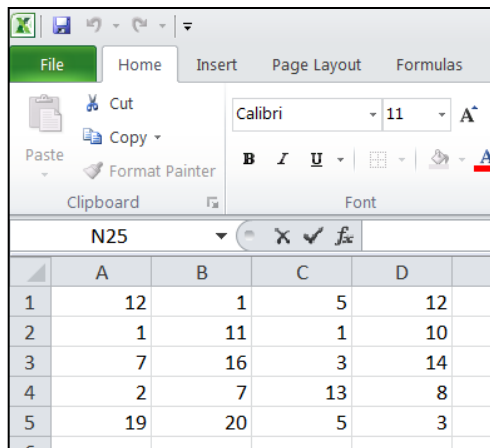 File Home Insert Page Layout Formulas
Cut
Calibri 11 A
Copy
Paste
B I U A
Format Painter
Clipboard Font
N25 fx
A B C D
1 12 1 5 12
2 1 11 1 10
3 7 16 3 14
4 2 7 13 8
5 19 20 5 3